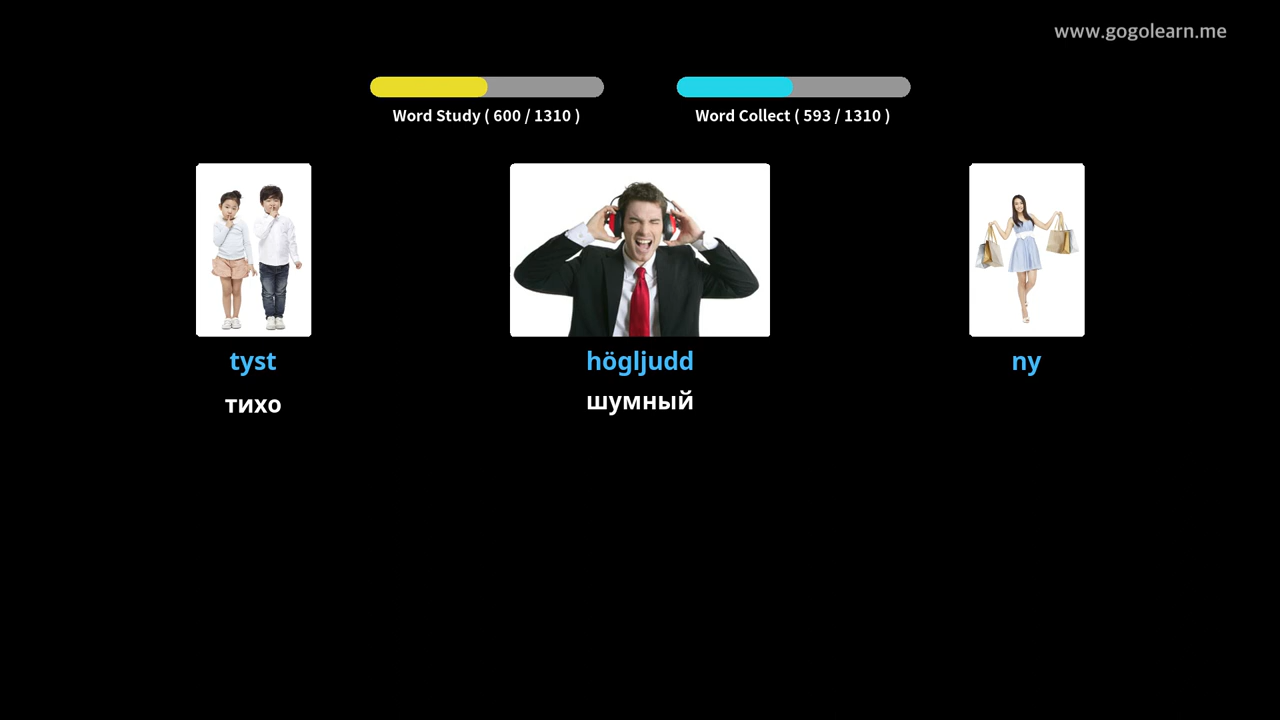 www.gogolearn.me
Word Study ( 600 / 1310 )
Word Collect ( 593 / 1310 )
tyst
högljudd
ny
тихо
шумный